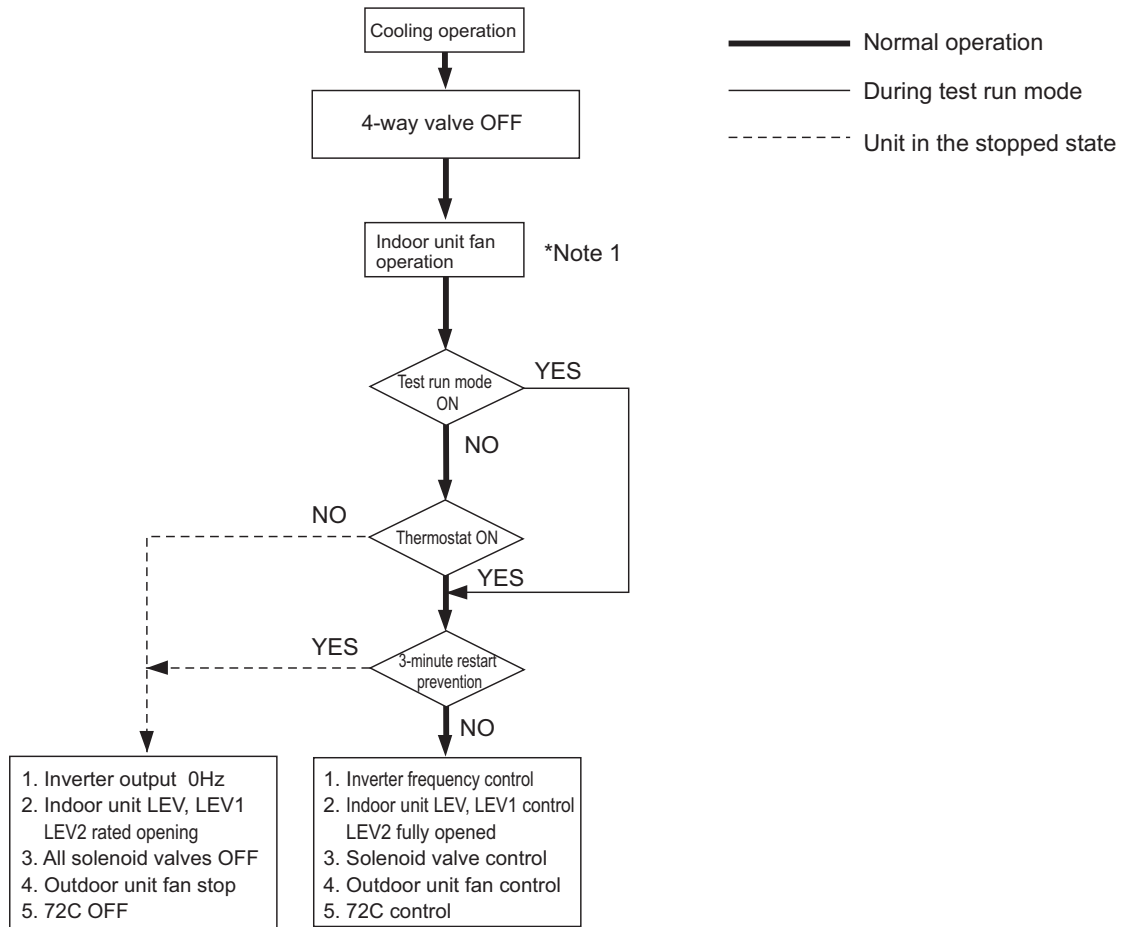 Cooling operation
Normal operation
During test run mode
4-way valve OFF
Unit in the stopped state
Indoor unit fan
operation
*Note 1
Test run mode
ON
YES
NO
NO
Thermostat ON
YES
YES
3-minute restart
prevention
NO
1. Inverter output 0Hz
2. Indoor unit LEV, LEV1
LEV2 rated opening
3. All solenoid valves OFF
4. Outdoor unit fan stop
5. 72C OFF
1. Inverter frequency control
2. Indoor unit LEV, LEV1 control
LEV2 fully opened
3. Solenoid valve control
4. Outdoor unit fan control
5. 72C control